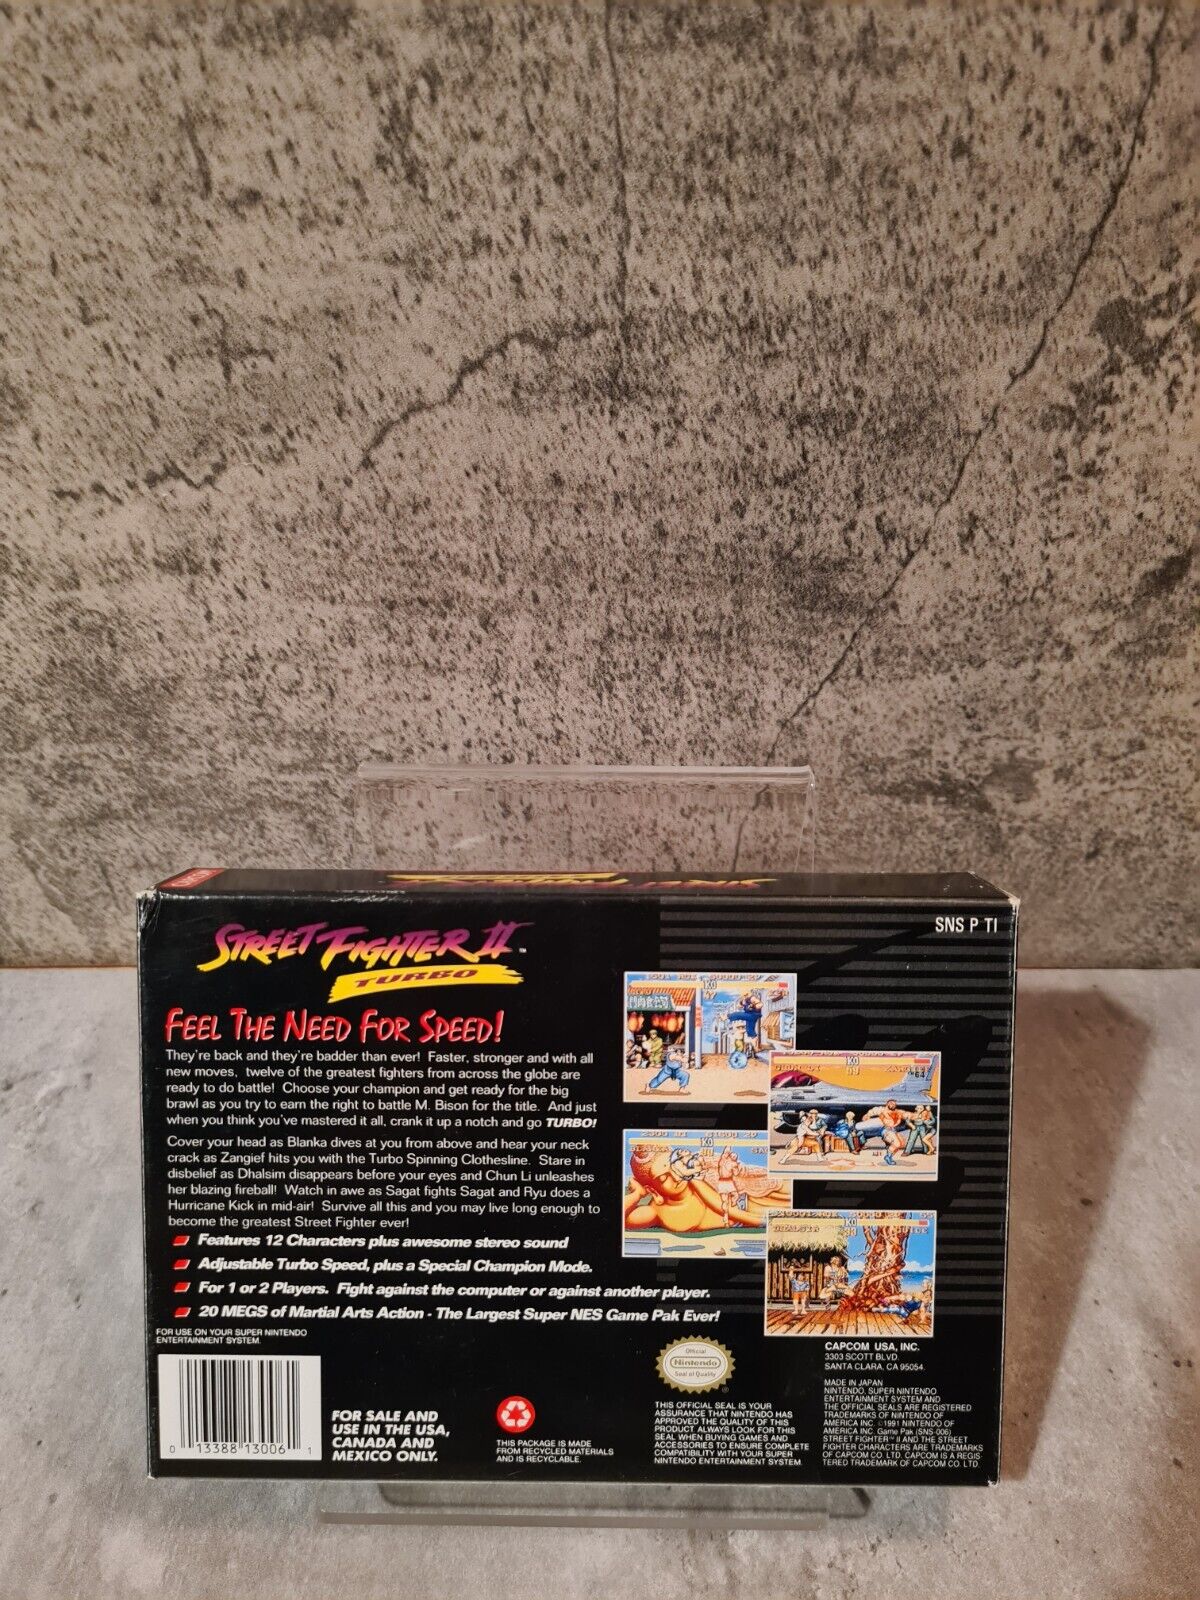 SNS P TI
STREET FIGHTER II™
TURBO
FEEL THE NEED FOR SPEED!
They're back and they're badder than ever! Faster, stronger and with all
new moves, twelve of the greatest fighters from across the globe are
ready to do battle! Choose your champion and get ready for the big
brawl as you try to earn the right to battle M. Bison for the title. And just
when you think you've mastered it all, crank it up a notch and go TURBO!
Cover your head as Blanka dives at you from above and hear your neck
crack as Zangief hits you with the Turbo Spinning Clothesline. Stare in
disbelief as Dhalsim disappears before your eyes and Chun Li unleashes
her blazing fireball! Watch in awe as Sagat fights Sagat and Ryu does a
Hurricane Kick in mid-air! Survive all this and you may live long enough to
become the greatest Street Fighter ever!
Features 12 Characters plus awesome stereo sound
Adjustable Turbo Speed, plus a Special Champion Mode.
For 1 or 2 Players. Fight against the computer or against another player.
20 MEGS of Martial Arts Action - The Largest Super NES Game Pak Ever!
FOR USE ON YOUR SUPER NINTENDO
ENTERTAINMENT SYSTEM.
0 13388 13006 1
FOR SALE AND
USE IN THE USA,
CANADA AND
MEXICO ONLY.
THIS PACKAGE IS MADE
FROM RECYCLED MATERIALS
AND IS RECYCLABLE.
Official
Nintendo
Seal of Quality
®
THIS OFFICIAL SEAL IS YOUR
ASSURANCE THAT NINTENDO HAS
APPROVED THE QUALITY OF THIS
PRODUCT. ALWAYS LOOK FOR THIS
SEAL WHEN BUYING GAMES AND
ACCESSORIES TO ENSURE COMPLETE
COMPATIBILITY WITH YOUR SUPER
NINTENDO ENTERTAINMENT SYSTEM.
CAPCOM USA, INC.
3303 SCOTT BLVD.
SANTA CLARA, CA 95054.
MADE IN JAPAN
NINTENDO, SUPER NINTENDO
ENTERTAINMENT SYSTEM AND
THE OFFICIAL SEALS ARE REGISTERED
TRADEMARKS OF NINTENDO OF
AMERICA INC. ©1991 NINTENDO OF
AMERICA INC. Game Pak (SNS-006)
STREET FIGHTER™ II AND THE STREET
FIGHTER CHARACTERS ARE TRADEMARKS
OF CAPCOM CO. LTD. CAPCOM IS A REGIS-
TERED TRADEMARK OF CAPCOM CO. LTD.
KO
KO
KO
KO